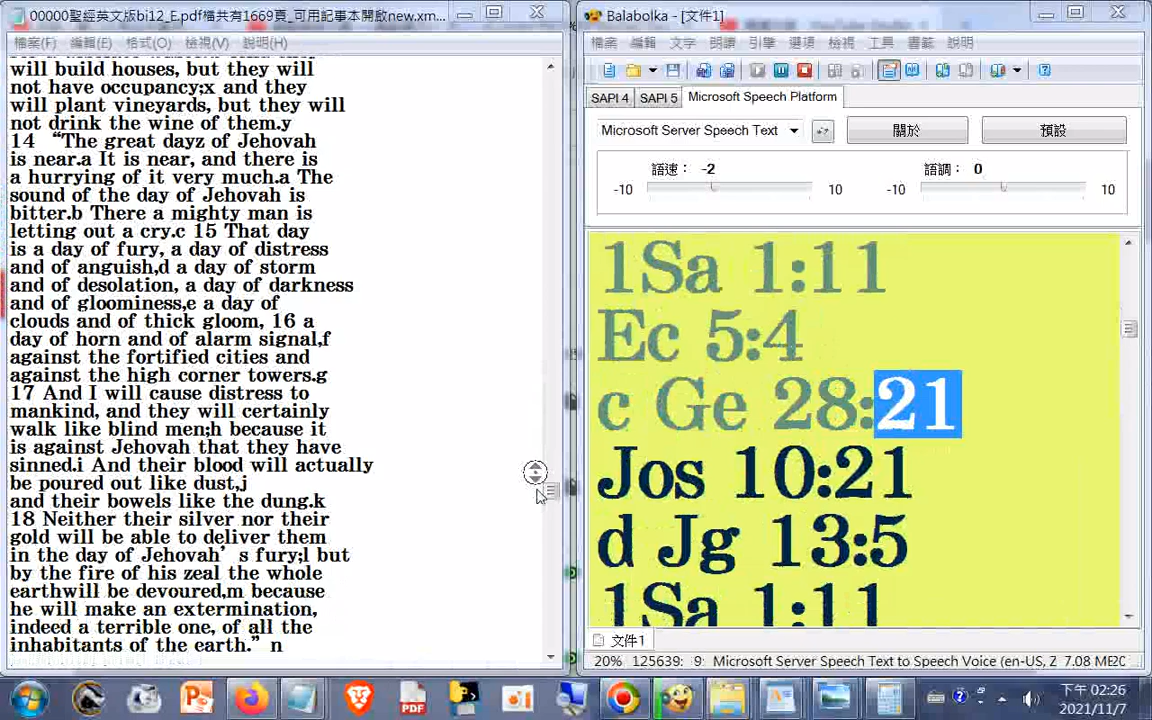 00000聖經英文版bi12_E.pdf檔共有1669頁_可用記事本開啟new.xm...
檔案(F) 編輯(E) 格式(O) 檢視(V) 說明(H)
will build houses, but they will
not have occupancy;x and they
will plant vineyards, but they will
not drink the wine of them.y
14 “The great dayz of Jehovah
is near.a It is near, and there is
a hurrying of it very much.a The
sound of the day of Jehovah is
bitter.b There a mighty man is
letting out a cry.c 15 That day
is a day of fury, a day of distress
and of anguish,d a day of storm
and of desolation, a day of darkness
and of gloominess,e a day of
clouds and of thick gloom, 16 a
day of horn and of alarm signal,f
against the fortified cities and
against the high corner towers.g
17 And I will cause distress to
mankind, and they will certainly
walk like blind men;h because it
is against Jehovah that they have
sinned.i And their blood will actually
be poured out like dust,j
and their bowels like the dung.k
18 Neither their silver nor their
gold will be able to deliver them
in the day of Jehovah’s fury;l but
by the fire of his zeal the whole
earthwill be devoured,m because
he will make an extermination,
indeed a terrible one, of all the
inhabitants of the earth.” n
Balabolka - [文件1]
檔案 編輯 文字 朗讀 引擎 選項 檢視 工具 書籤 說明
SAPI 4 SAPI 5 Microsoft Speech Platform
Microsoft Server Speech Text 關於 預設
語速： -2 語調： 0
-10 10 -10 10
1Sa 1:11
Ec 5:4
c Ge 28:21
Jos 10:21
d Jg 13:5
1Sa 1:11
文件1
20% 125639: 9: Microsoft Server Speech Text to Speech Voice (en-US, Z 7.08 ME2C
PDF
下午 02:26
2021/11/7